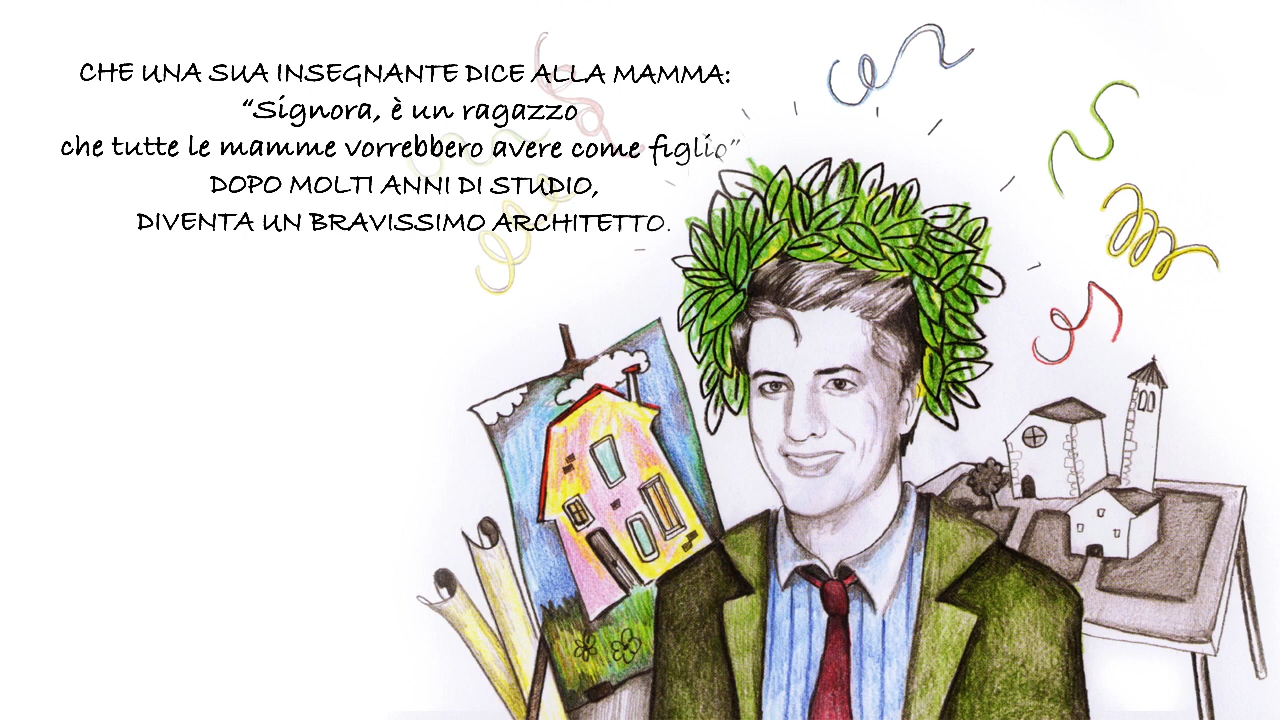 CHE UNA SUA INSEGNANTE DICE ALLA MAMMA:
“Signora, è un ragazzo
che tutte le mamme vorrebbero avere come figlio”
DOPO MOLTI ANNI DI STUDIO,
DIVENTA UN BRAVISSIMO ARCHITETTO.